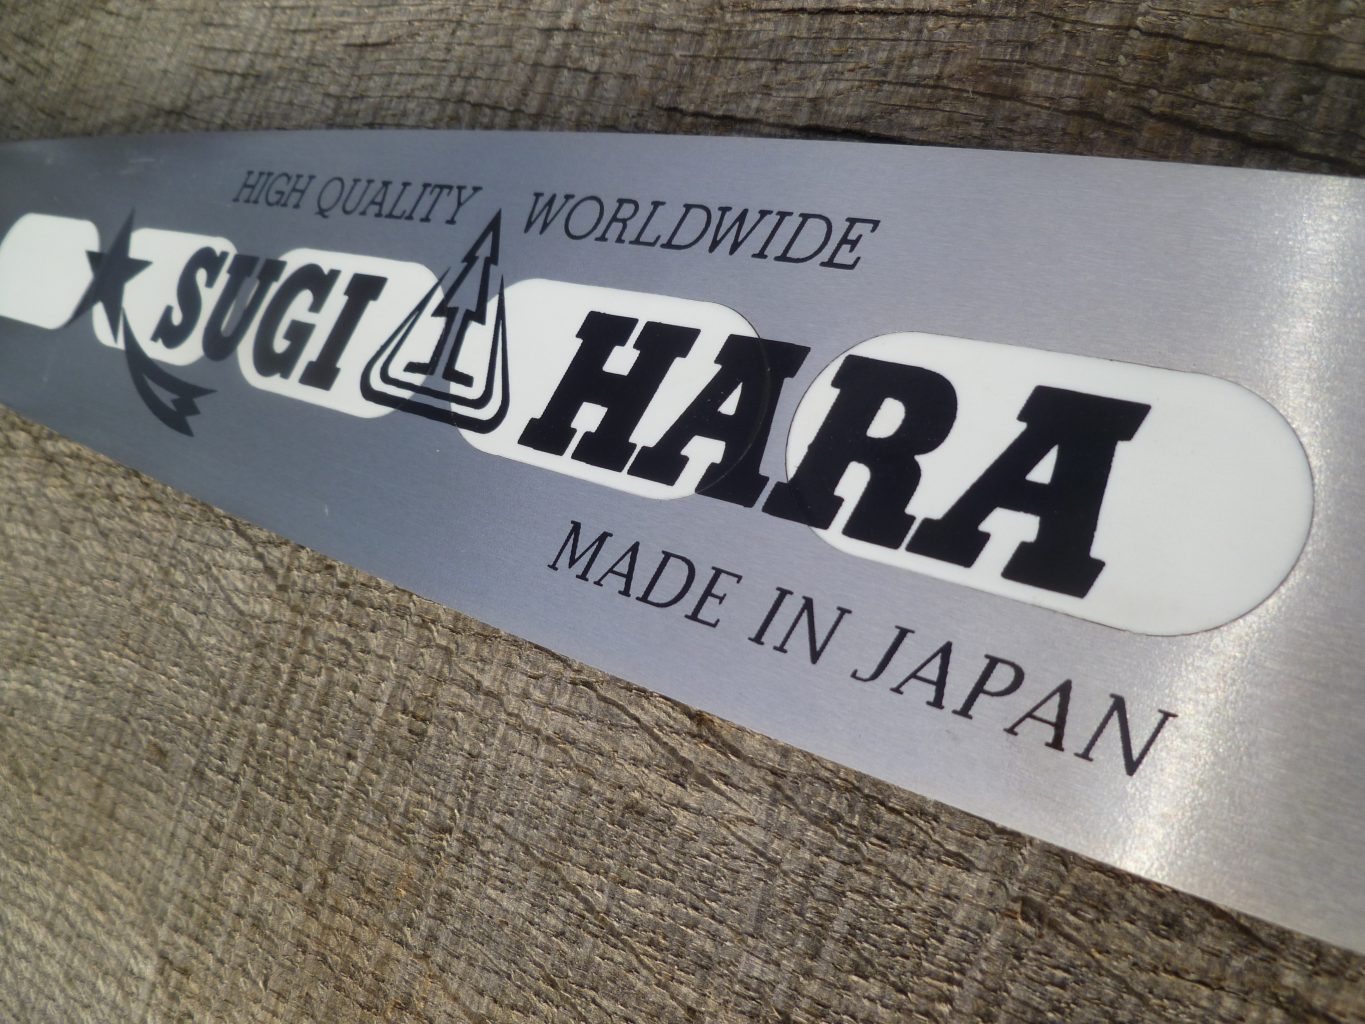 HIGH QUALITY WORLDWIDE
SUGI HARA
MADE IN JAPAN